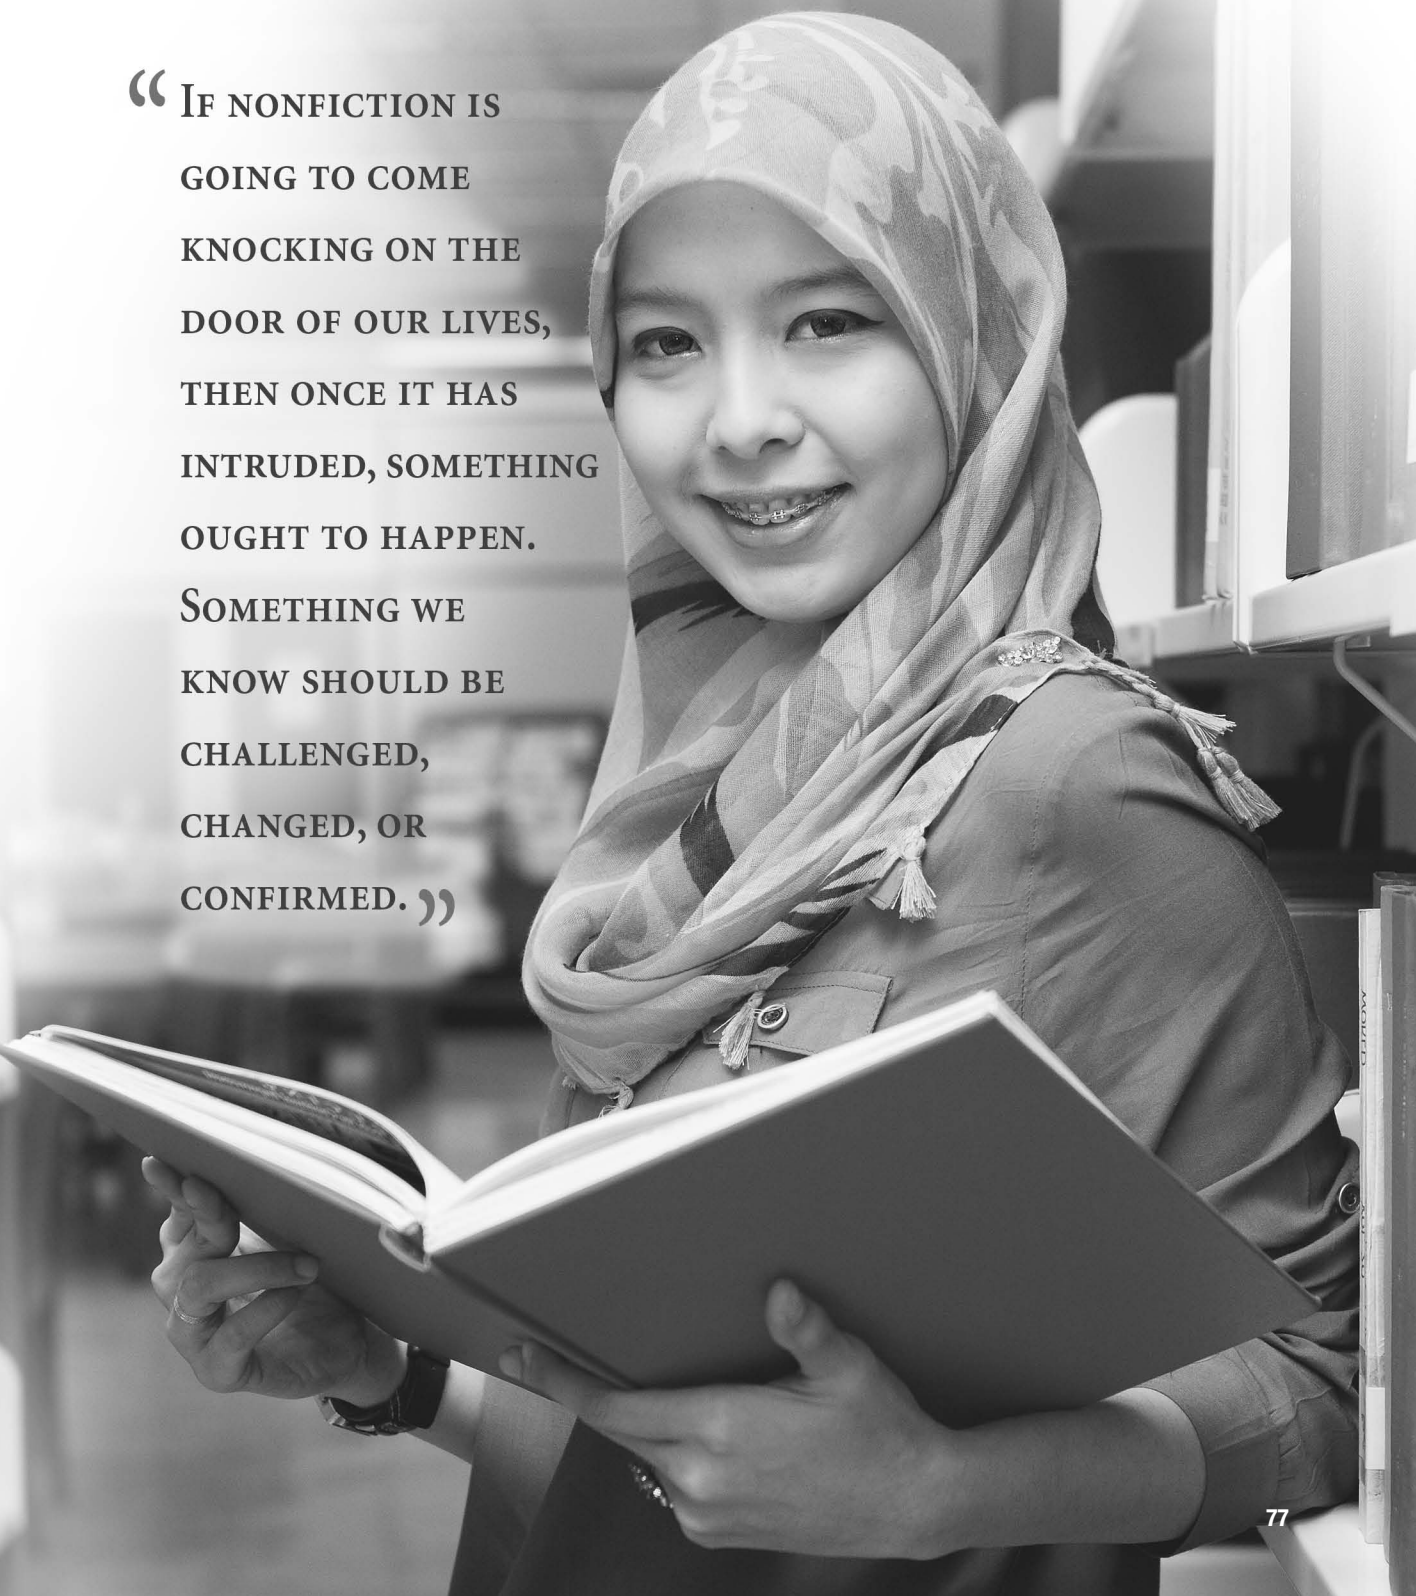 “ If nonfiction is
going to come
knocking on the
door of our lives,
then once it has
intruded, something
ought to happen.
Something we
know should be
challenged,
changed, or
confirmed. ”
77